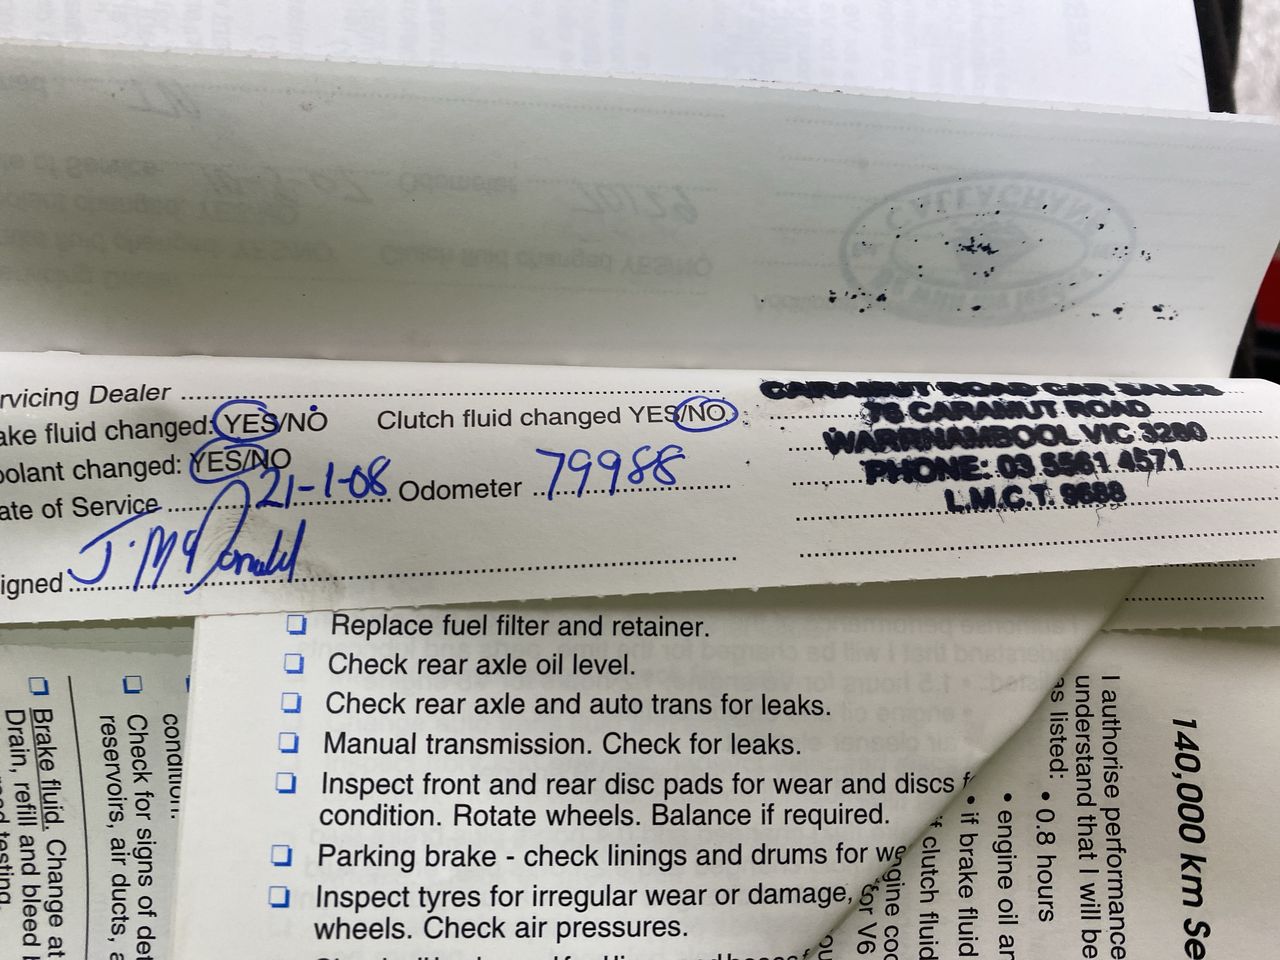 rvicing Dealer
ake fluid changed: YES/NO Clutch fluid changed YES/NO
oolant changed: YES/NO
ate of Service 21-1-08 Odometer 79988
igned J. McDonald
CARAMUT ROAD CAR SALES
76 CARAMUT ROAD
WARRNAMBOOL VIC 3280
PHONE: 03 5561 4571
L.M.C.T. 9688
Replace fuel filter and retainer.
Check rear axle oil level.
Check rear axle and auto trans for leaks.
Manual transmission. Check for leaks.
Inspect front and rear disc pads for wear and discs f
condition. Rotate wheels. Balance if required.
Parking brake - check linings and drums for we
Inspect tyres for irregular wear or damage,
wheels. Check air pressures.
condition.
Check for signs of det
reservoirs, air ducts, a
Brake fluid. Change at
Drain, refill and bleed b
140,000 km Se
I authorise performance
understand that I will be
as listed:
• 0.8 hours
• engine oil ar
• if brake fluid
if clutch fluid
gine coo
or V6